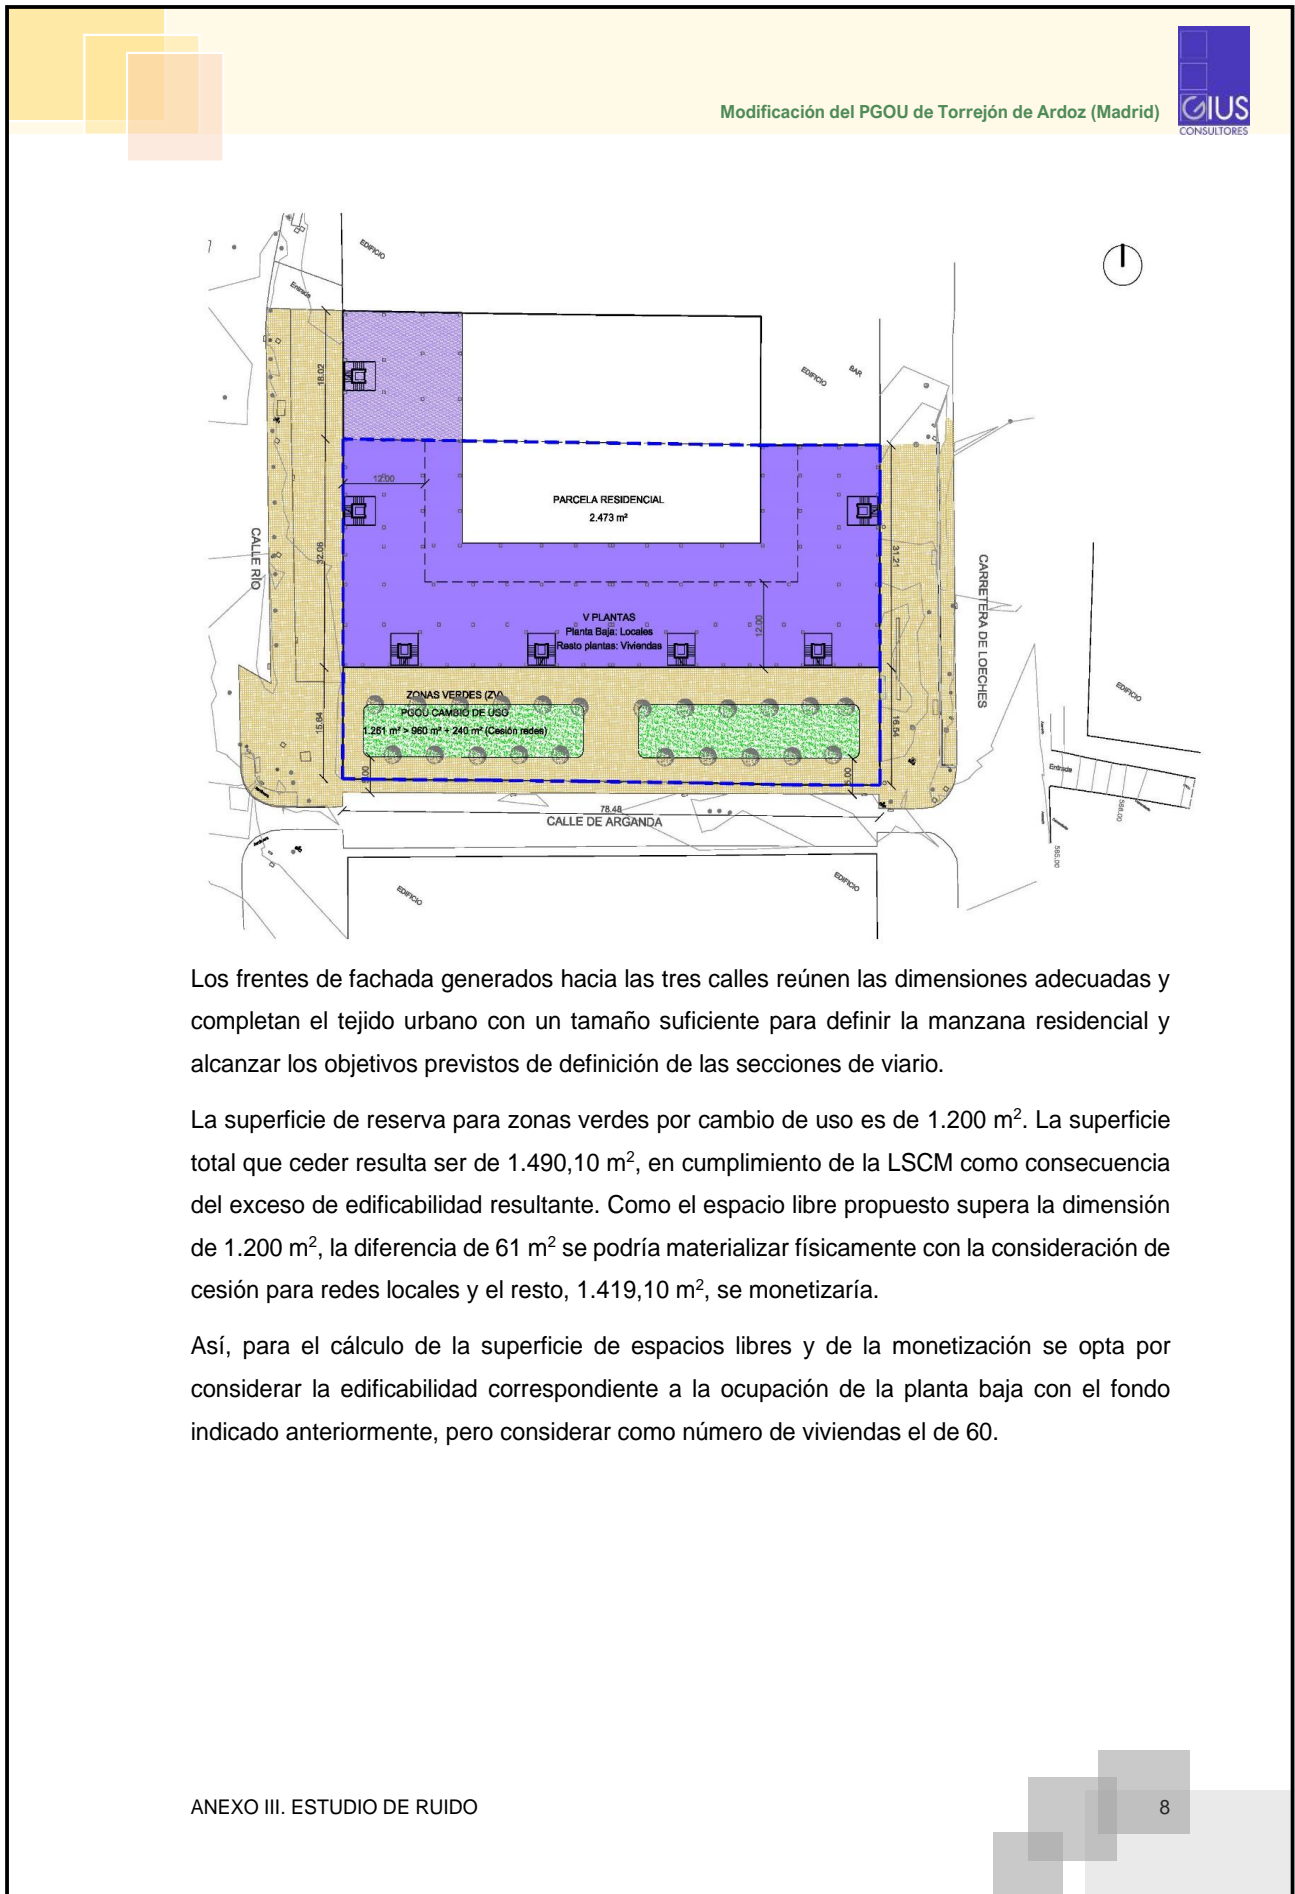 Modificación del PGOU de Torrejón de Ardoz (Madrid)
GIUS
CONSULTORES
EDIFICIO
Entrada
18.02
EDIFICIO
BAR
12.00
PARCELA RESIDENCIAL
2.473 m²
CALLE RÍO
32.06
31.21
CARRETERA DE LOECHES
V PLANTAS
Planta Baja: Locales
Resto plantas: Viviendas
12.00
ZONAS VERDES (ZV)
PGOU CAMBIO DE USO
1.261 m² > 960 m² + 240 m² (Cesión redes)
15.64
16.54
5.00
5.00
EDIFICIO
Entrada
586.00
585.00
78.48
CALLE DE ARGANDA
EDIFICIO
EDIFICIO
Los frentes de fachada generados hacia las tres calles reúnen las dimensiones adecuadas y
completan el tejido urbano con un tamaño suficiente para definir la manzana residencial y
alcanzar los objetivos previstos de definición de las secciones de viario.
La superficie de reserva para zonas verdes por cambio de uso es de 1.200 m². La superficie
total que ceder resulta ser de 1.490,10 m², en cumplimiento de la LSCM como consecuencia
del exceso de edificabilidad resultante. Como el espacio libre propuesto supera la dimensión
de 1.200 m², la diferencia de 61 m² se podría materializar físicamente con la consideración de
cesión para redes locales y el resto, 1.419,10 m², se monetizaría.
Así, para el cálculo de la superficie de espacios libres y de la monetización se opta por
considerar la edificabilidad correspondiente a la ocupación de la planta baja con el fondo
indicado anteriormente, pero considerar como número de viviendas el de 60.
ANEXO III. ESTUDIO DE RUIDO
8